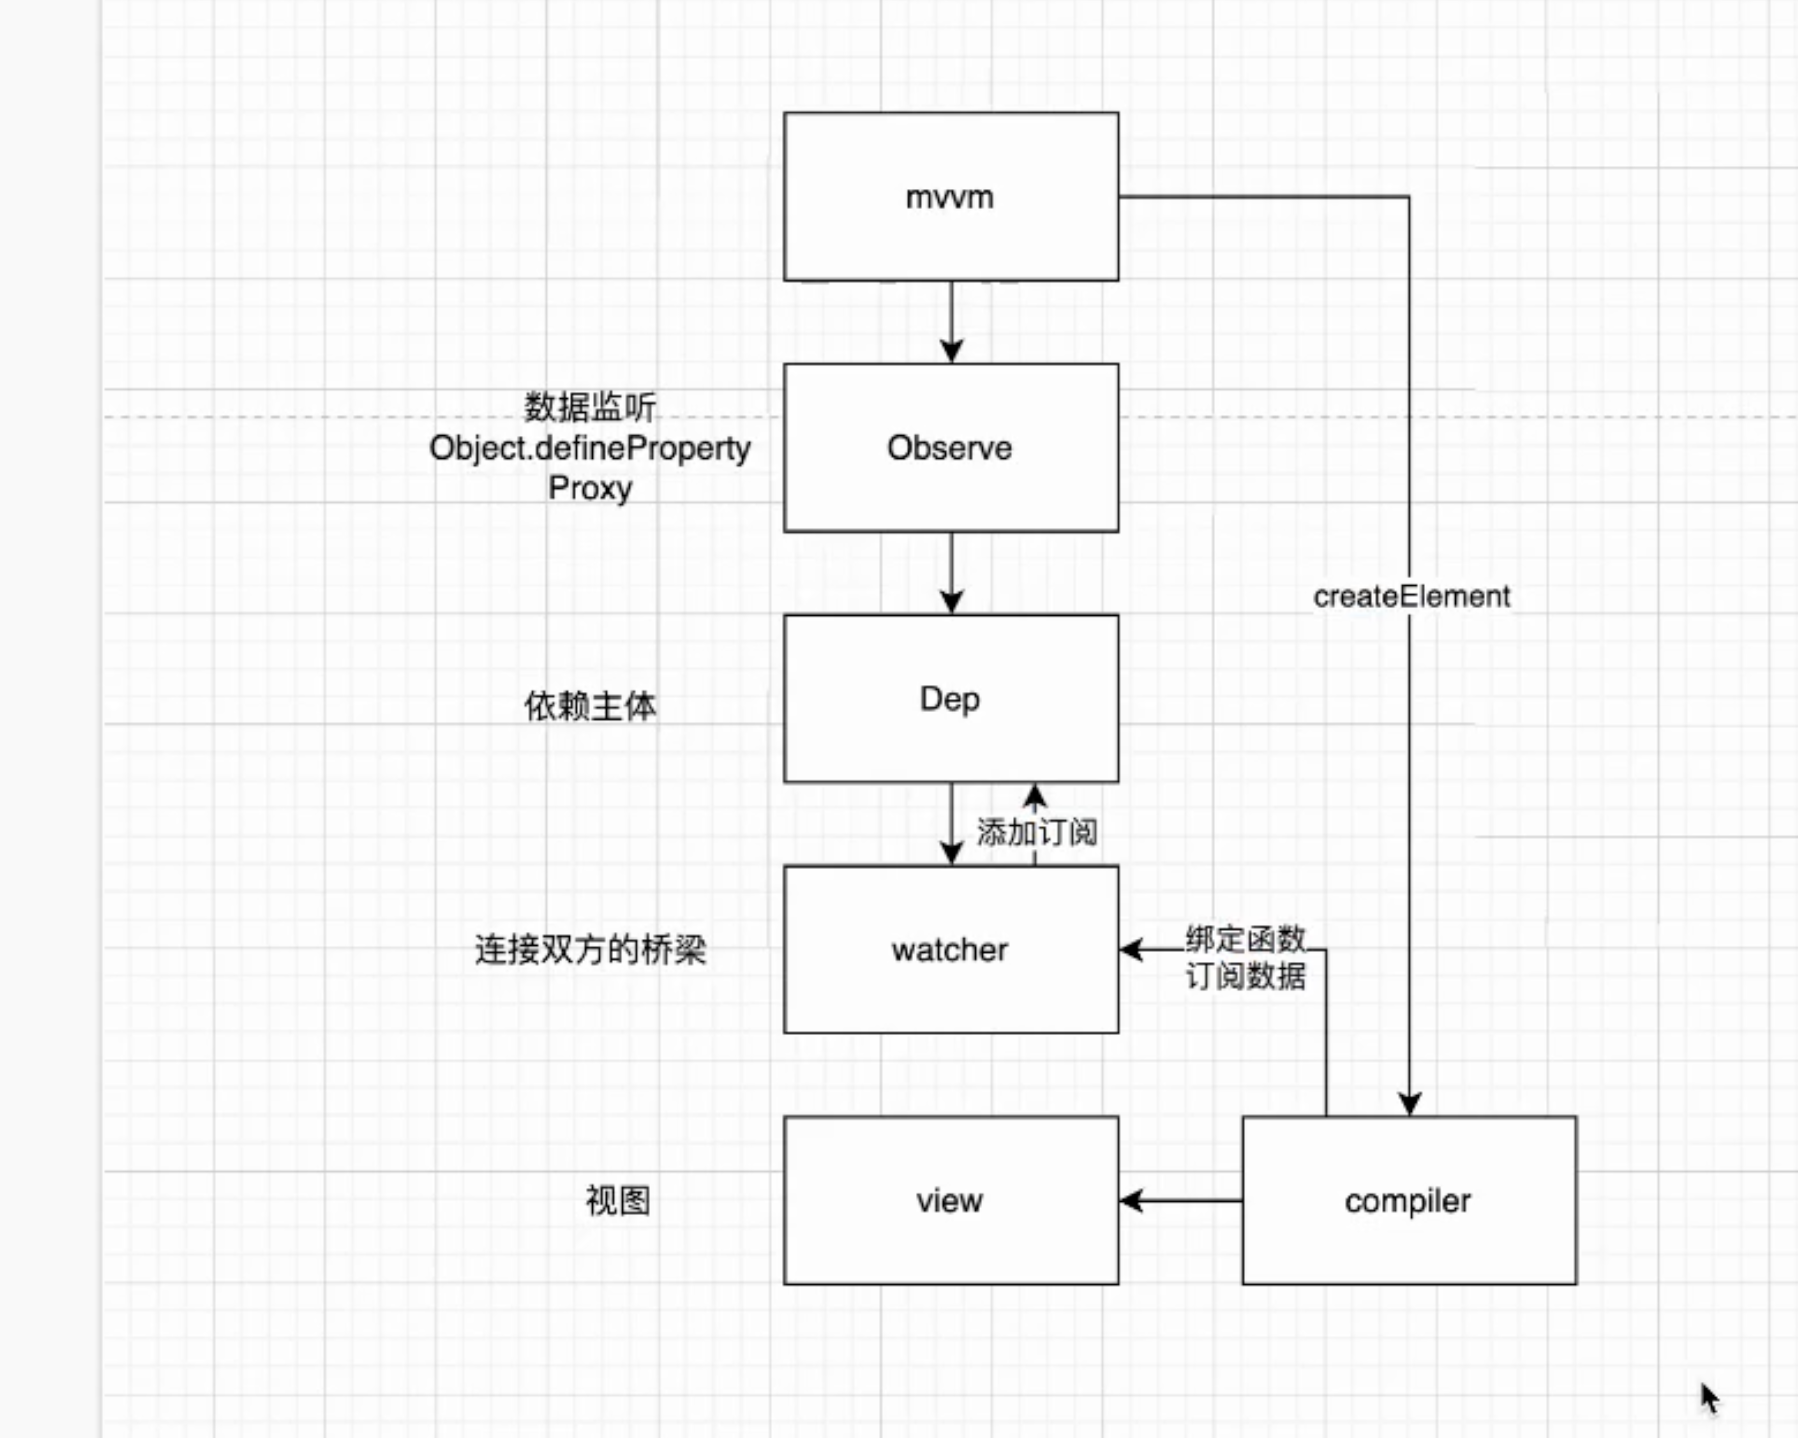 mvvm
数据监听
Object.defineProperty
Proxy
Observe
createElement
依赖主体
Dep
添加订阅
连接双方的桥梁
watcher
绑定函数
订阅数据
视图
view
compiler